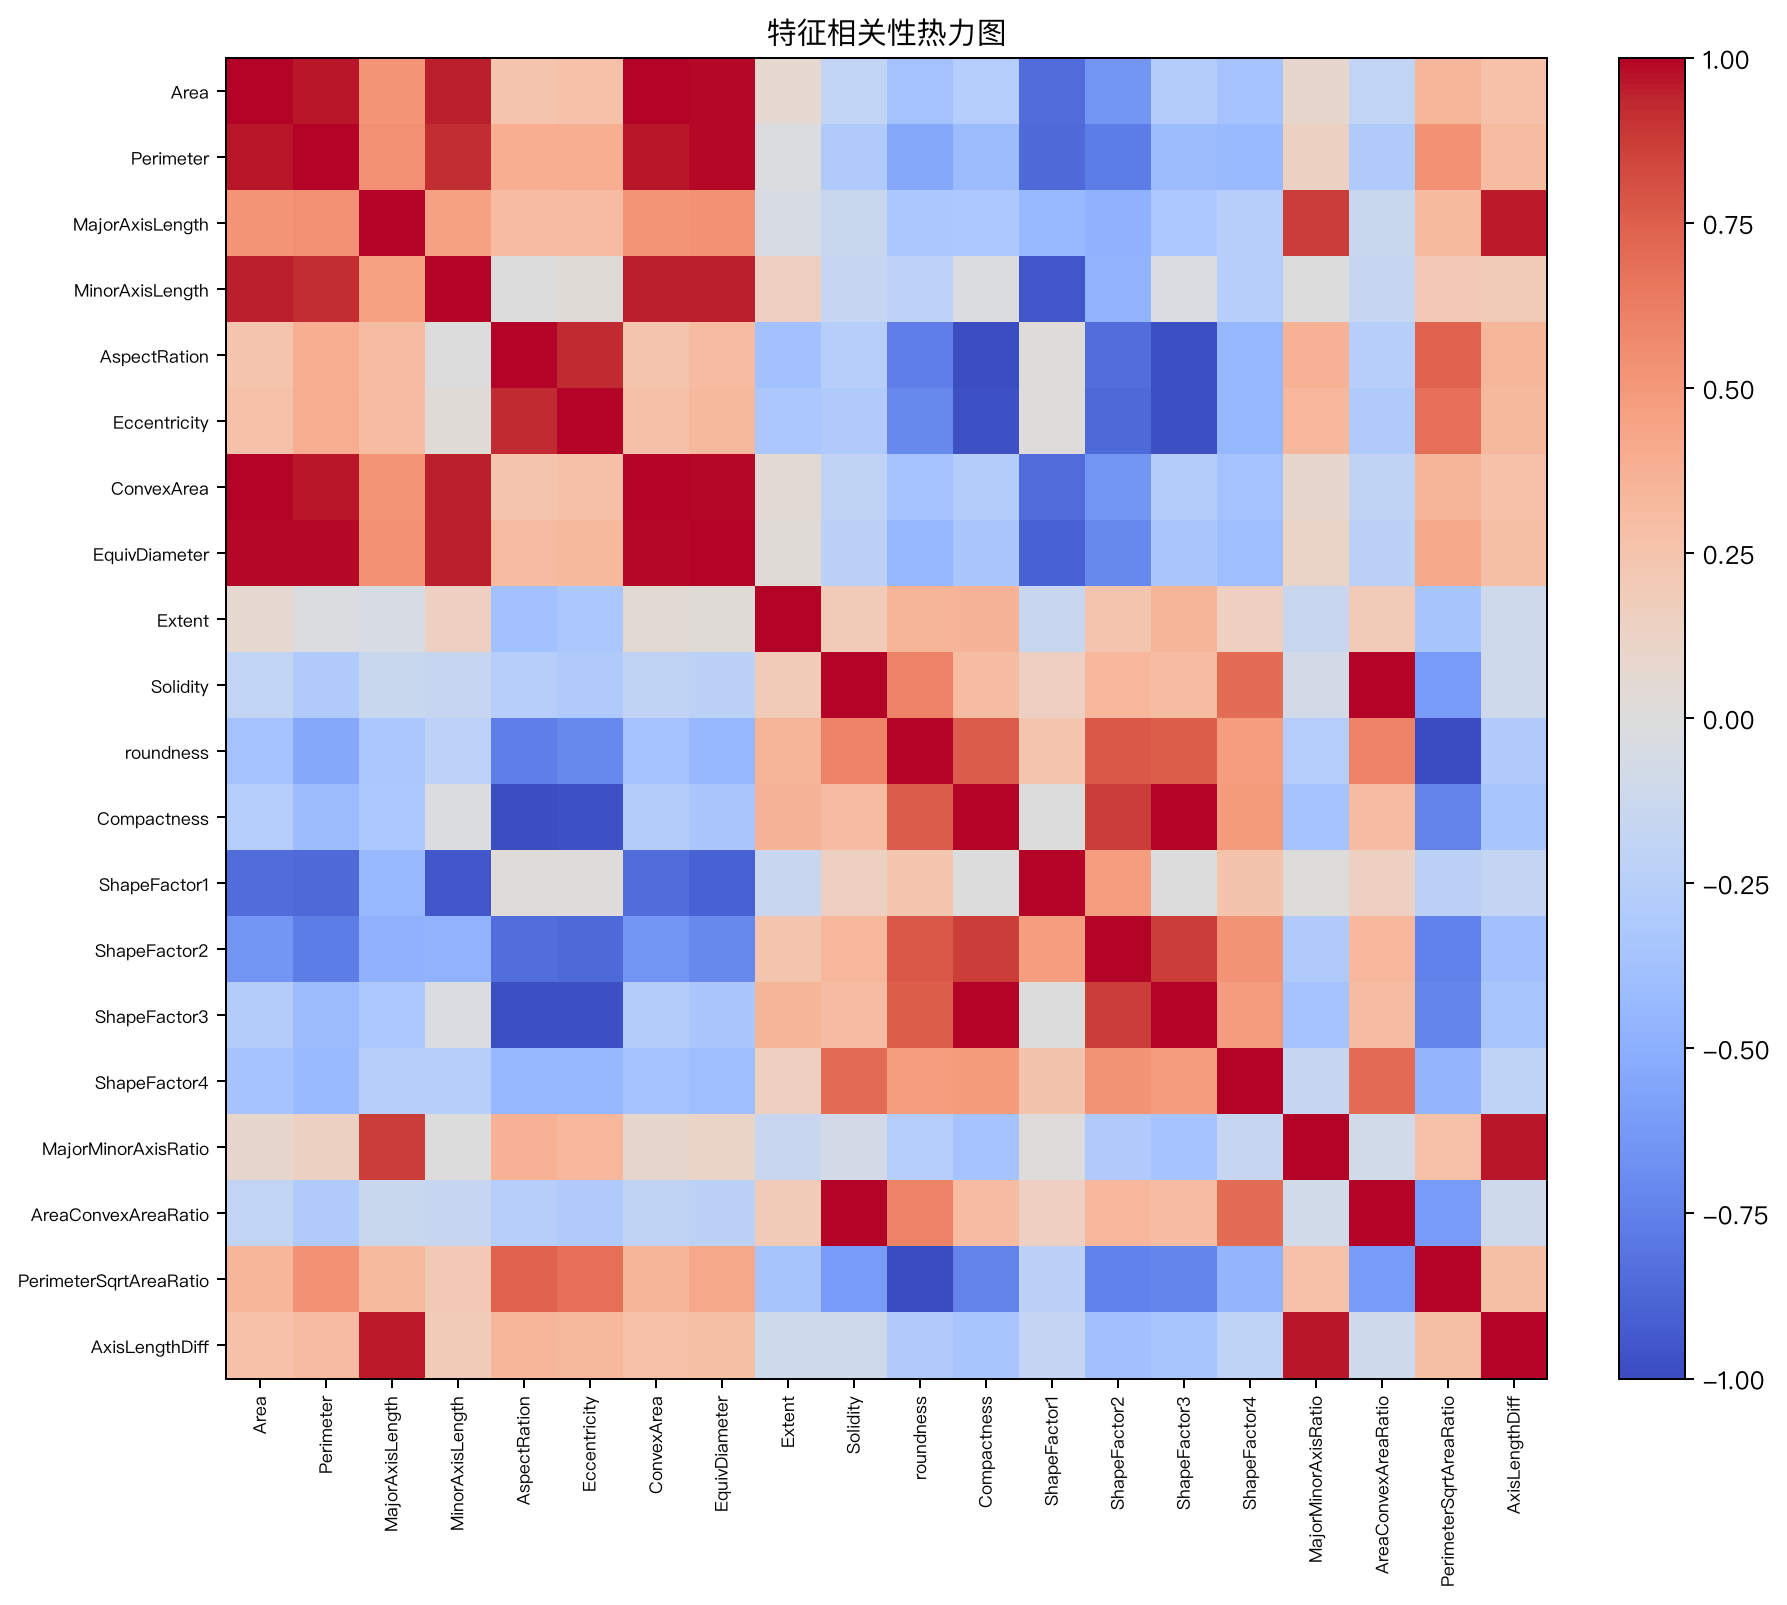 特征相关性热力图
Area
Perimeter
MajorAxisLength
MinorAxisLength
AspectRation
Eccentricity
ConvexArea
EquivDiameter
Extent
Solidity
roundness
Compactness
ShapeFactor1
ShapeFactor2
ShapeFactor3
ShapeFactor4
MajorMinorAxisRatio
AreaConvexAreaRatio
PerimeterSqrtAreaRatio
AxisLengthDiff
Area
Perimeter
MajorAxisLength
MinorAxisLength
AspectRation
Eccentricity
ConvexArea
EquivDiameter
Extent
Solidity
roundness
Compactness
ShapeFactor1
ShapeFactor2
ShapeFactor3
ShapeFactor4
MajorMinorAxisRatio
AreaConvexAreaRatio
PerimeterSqrtAreaRatio
AxisLengthDiff
1.00
0.75
0.50
0.25
0.00
−0.25
−0.50
−0.75
−1.00